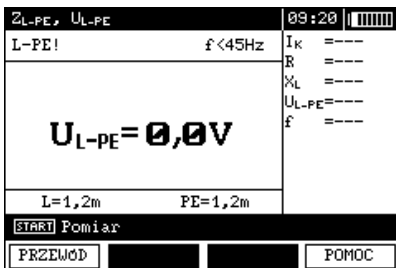 ZL-PE, UL-PE 09:20
L-PE! f<45Hz
UL-PE=0,0V
L=1,2m PE=1,2m
IK =---
R =---
XL =---
UL-PE=---
f =---
START Pomiar
PRZEWÓD POMOC